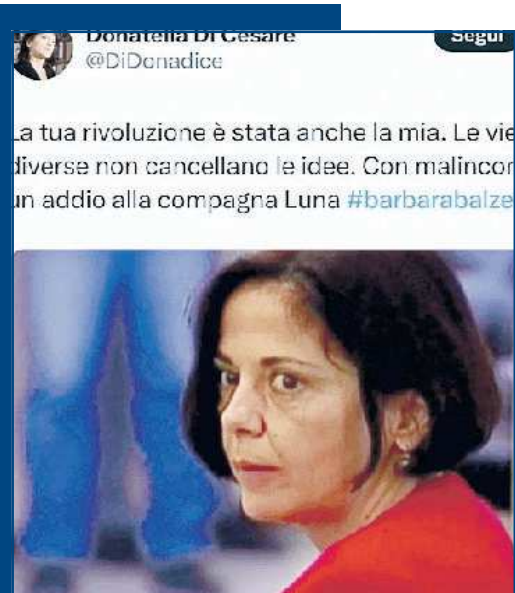 Donatella Di Cesare
Segui
@DiDonadice
La tua rivoluzione è stata anche la mia. Le vie
diverse non cancellano le idee. Con malincon
un addio alla compagna Luna #barbarabalze